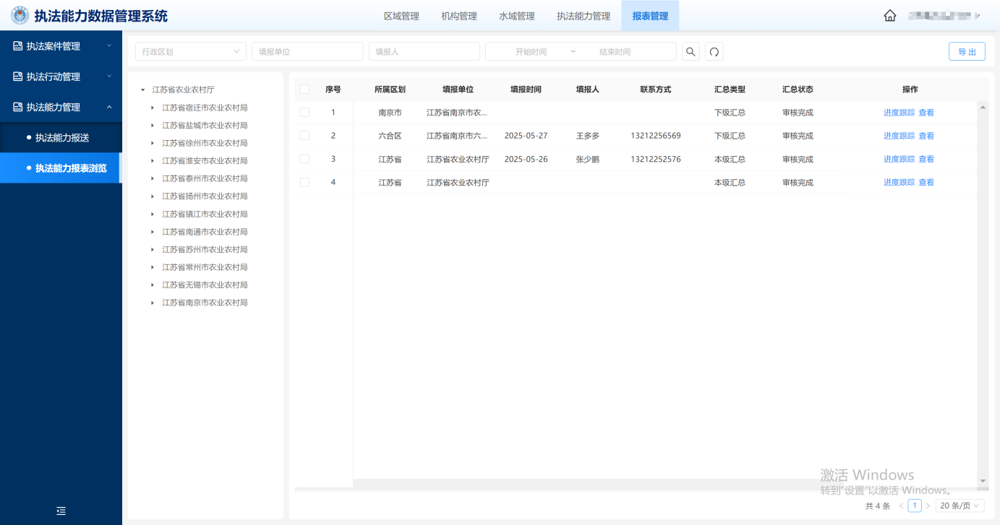 执法能力数据管理系统
区域管理 机构管理 水域管理 执法能力管理 报表管理
执法案件管理
执法行动管理
执法能力管理
执法能力报送
执法能力报表浏览
行政区划 填报单位 填报人 开始时间 ~ 结束时间 导 出
江苏省农业农村厅
江苏省宿迁市农业农村局
江苏省盐城市农业农村局
江苏省徐州市农业农村局
江苏省淮安市农业农村局
江苏省泰州市农业农村局
江苏省扬州市农业农村局
江苏省镇江市农业农村局
江苏省南通市农业农村局
江苏省苏州市农业农村局
江苏省常州市农业农村局
江苏省无锡市农业农村局
江苏省南京市农业农村局
序号 所属区划 填报单位 填报时间 填报人 联系方式 汇总类型 汇总状态 操作
1 南京市 江苏省南京市农... 下级汇总 审核完成 进度跟踪 查看
2 六合区 江苏省南京市六... 2025-05-27 王多多 13212256569 下级汇总 审核完成 进度跟踪 查看
3 江苏省 江苏省农业农村厅 2025-05-26 张少鹏 13212252576 本级汇总 审核完成 进度跟踪 查看
4 江苏省 江苏省农业农村厅 本级汇总 审核完成 进度跟踪 查看
激活 Windows
转到"设置"以激活 Windows。
共 4 条 < 1 > 20 条/页